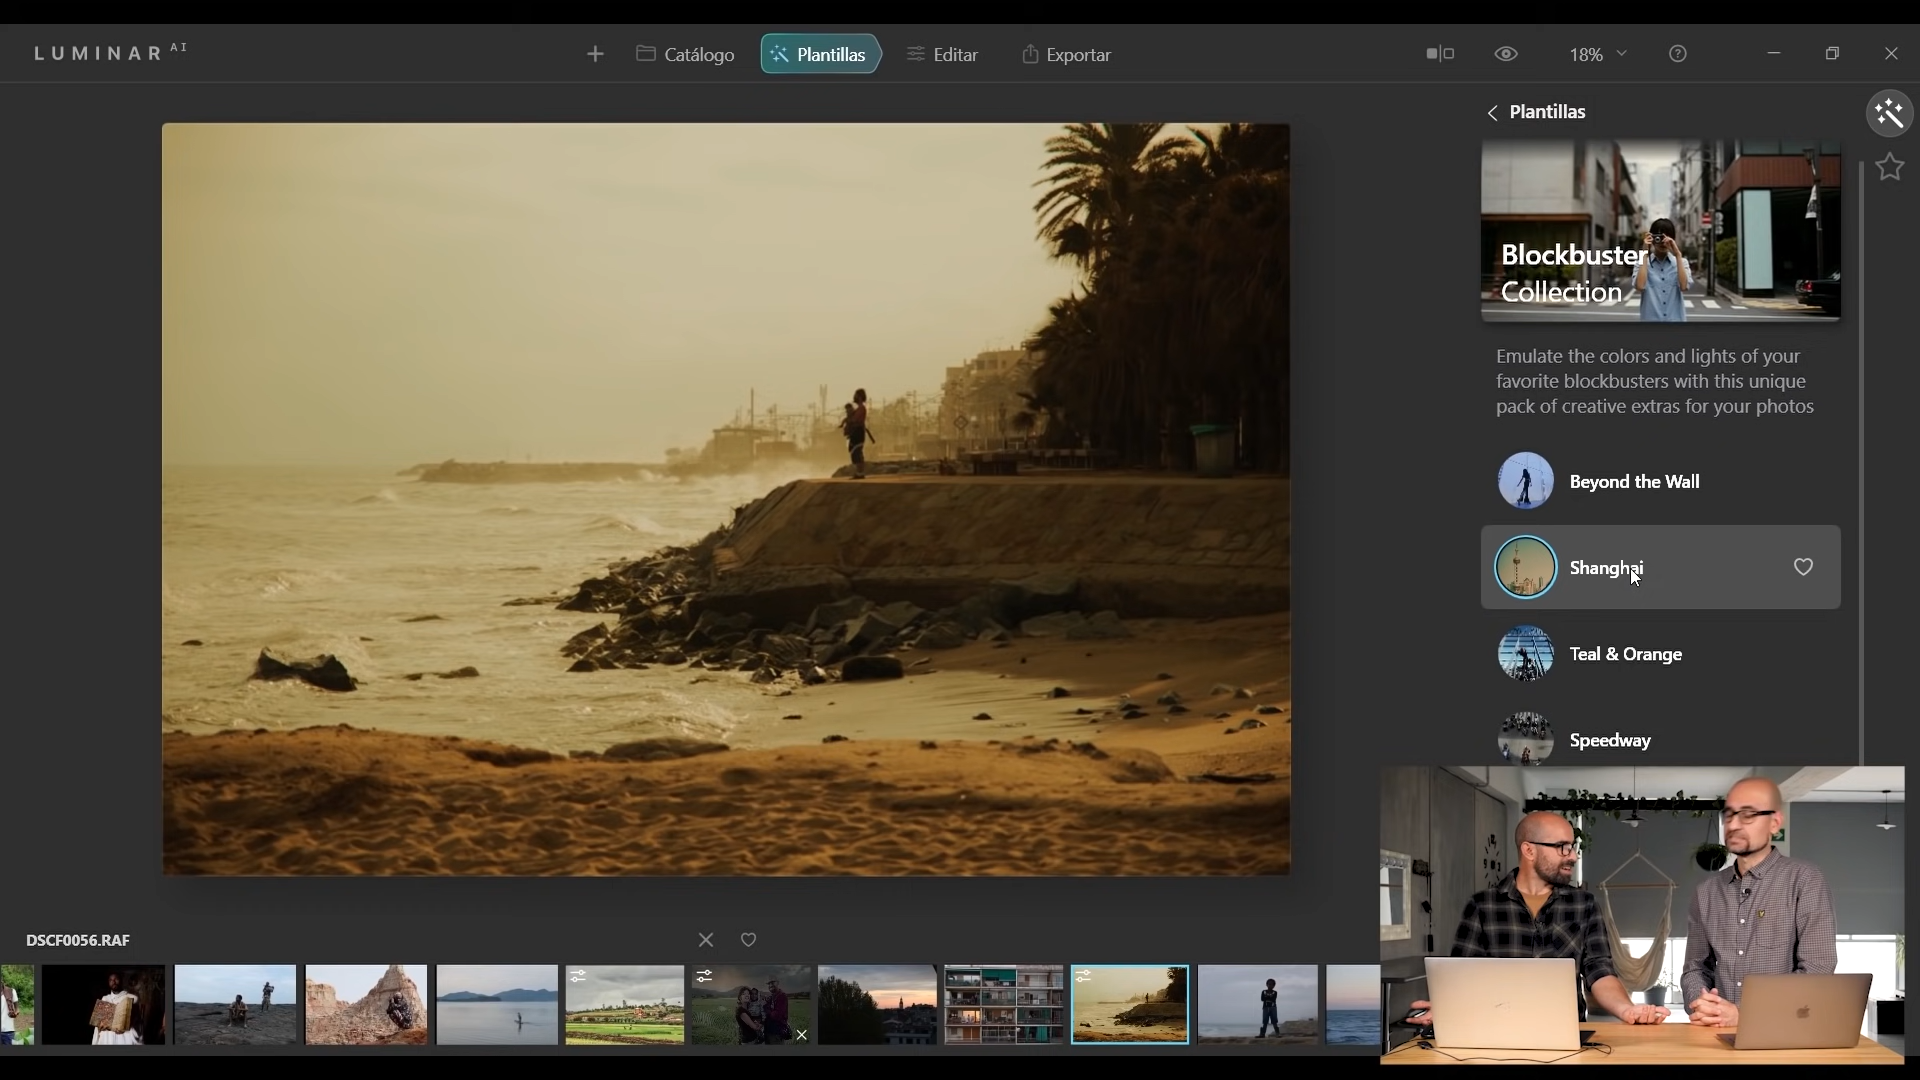 LUMINAR AI
Catálogo
Plantillas
Editar
Exportar
18%
Plantillas
Blockbuster
Collection
Emulate the colors and lights of your
favorite blockbusters with this unique
pack of creative extras for your photos
Beyond the Wall
Shanghai
Teal & Orange
Speedway
DSCF0056.RAF